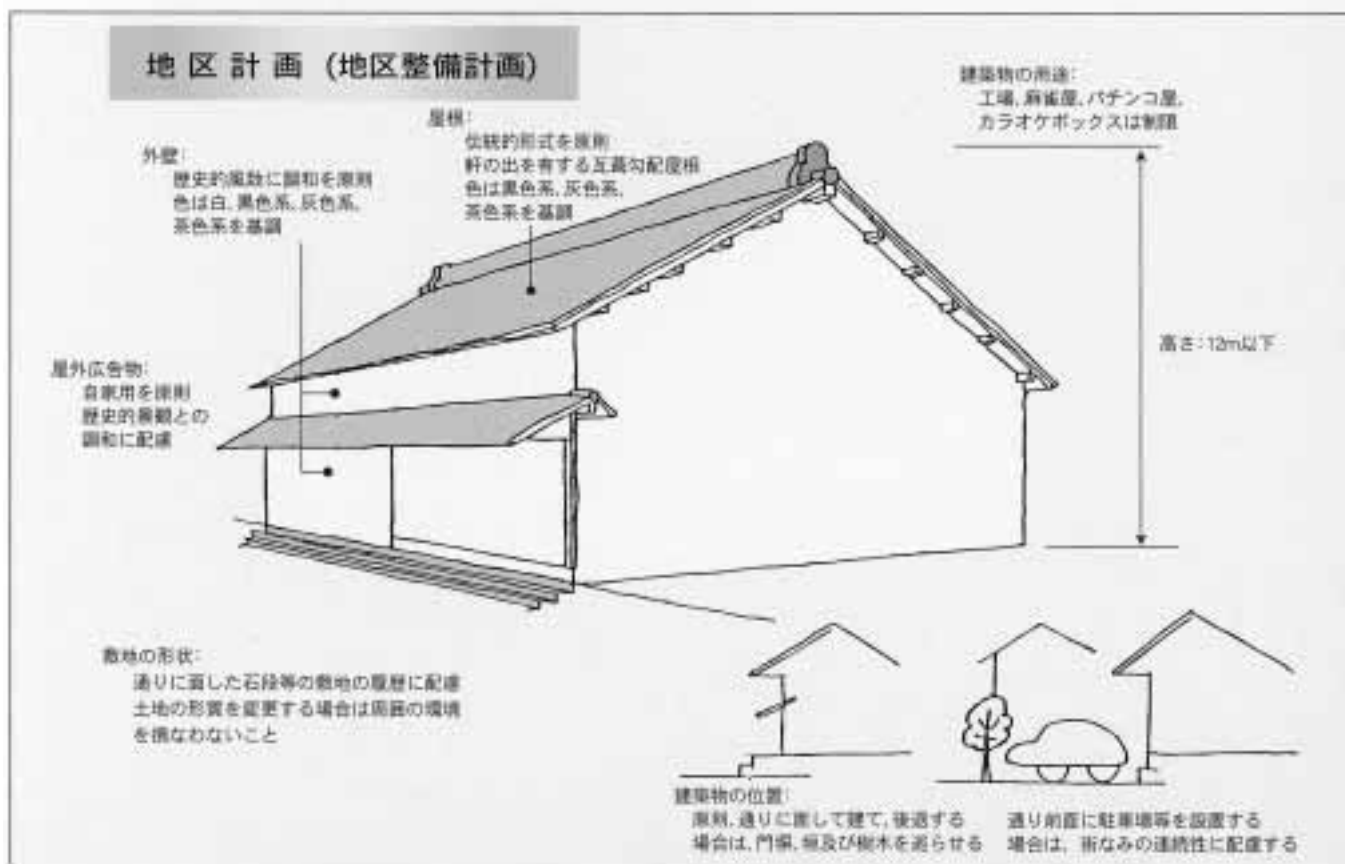 地区計画 (地区整備計画)
建築物の用途:
工場、麻雀屋、パチンコ屋、
カラオケボックスは制限
屋根:
伝統的形式を原則
軒の出を有する瓦葺勾配屋根
色は黒色系、灰色系、
茶色系を基調
外壁:
歴史的風致に調和を原則
色は白、黒色系、灰色系、
茶色系を基調
高さ:12m以下
屋外広告物:
自家用を原則
歴史的景観との
調和に配慮
敷地の形状:
通りに面した石段等の敷地の履歴に配慮
土地の形質を変更する場合は周囲の環境
を損なわないこと
建築物の位置:
原則、通りに面して建て、後退する
場合は、門塀、垣及び樹木を巡らせる
通り前面に駐車場等を設置する
場合は、街なみの連続性に配慮する